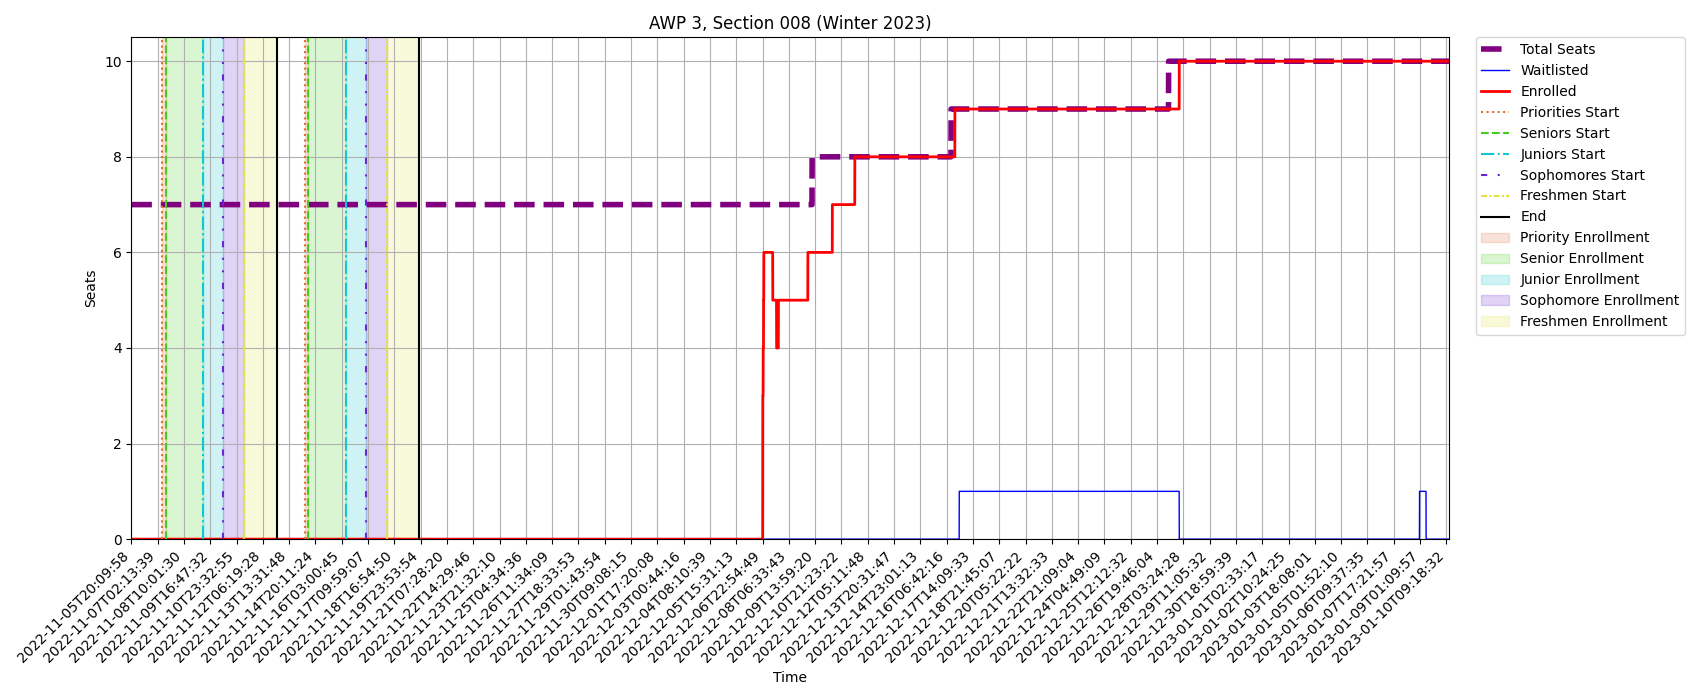 AWP 3, Section 008 (Winter 2023)
Seats
10
8
6
4
2
0
2022-11-05T20:09:58
2022-11-07T02:13:39
2022-11-08T10:01:30
2022-11-09T16:47:32
2022-11-10T23:32:55
2022-11-12T06:19:28
2022-11-13T13:31:48
2022-11-14T20:11:24
2022-11-16T03:00:45
2022-11-17T09:59:07
2022-11-18T16:54:50
2022-11-19T23:53:54
2022-11-21T07:28:20
2022-11-22T14:29:46
2022-11-23T21:32:10
2022-11-25T04:34:36
2022-11-26T11:34:09
2022-11-27T18:33:53
2022-11-29T01:43:54
2022-11-30T09:08:15
2022-12-01T17:20:08
2022-12-03T00:44:16
2022-12-04T08:10:39
2022-12-05T15:31:13
2022-12-06T22:54:49
2022-12-08T06:33:43
2022-12-09T13:59:20
2022-12-10T21:23:22
2022-12-12T05:11:48
2022-12-13T20:31:47
2022-12-14T23:01:13
2022-12-16T06:42:16
2022-12-17T14:09:33
2022-12-18T21:45:07
2022-12-20T05:22:22
2022-12-21T13:32:33
2022-12-22T21:09:04
2022-12-24T04:49:09
2022-12-25T12:12:32
2022-12-26T19:46:04
2022-12-28T03:24:28
2022-12-29T11:05:32
2022-12-30T18:59:39
2023-01-01T02:33:17
2023-01-02T10:24:25
2023-01-03T18:08:01
2023-01-05T01:52:10
2023-01-06T09:37:35
2023-01-07T17:21:57
2023-01-09T01:09:57
2023-01-10T09:18:32
Time
Total Seats
Waitlisted
Enrolled
Priorities Start
Seniors Start
Juniors Start
Sophomores Start
Freshmen Start
End
Priority Enrollment
Senior Enrollment
Junior Enrollment
Sophomore Enrollment
Freshmen Enrollment